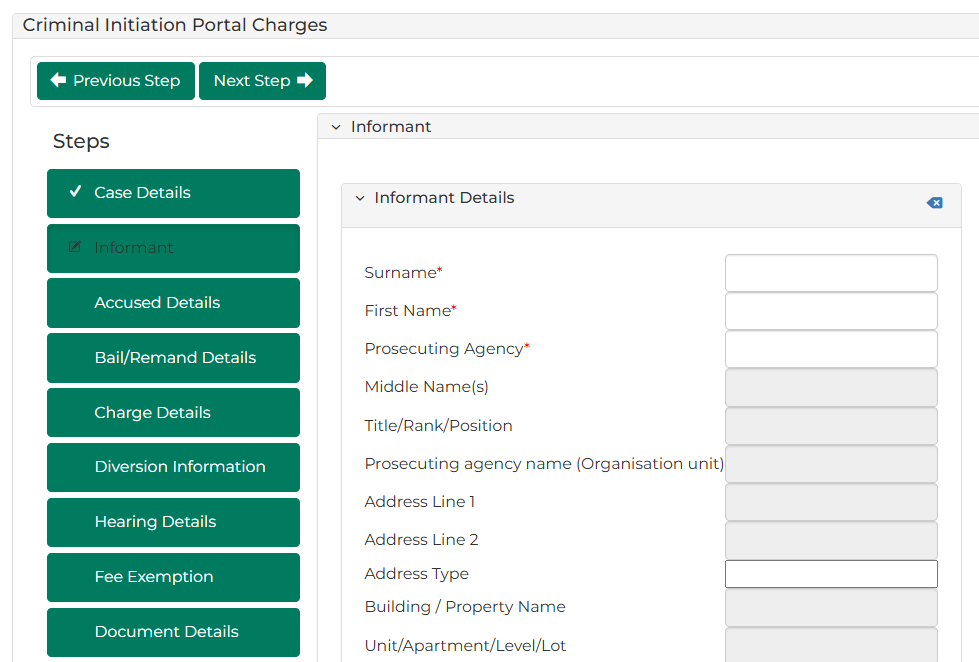 Criminal Initiation Portal Charges
Previous Step
Next Step
Steps
Case Details
Informant
Accused Details
Bail/Remand Details
Charge Details
Diversion Information
Hearing Details
Fee Exemption
Document Details
Informant
Informant Details
Surname*
First Name*
Prosecuting Agency*
Middle Name(s)
Title/Rank/Position
Prosecuting agency name (Organisation unit)
Address Line 1
Address Line 2
Address Type
Building / Property Name
Unit/Apartment/Level/Lot